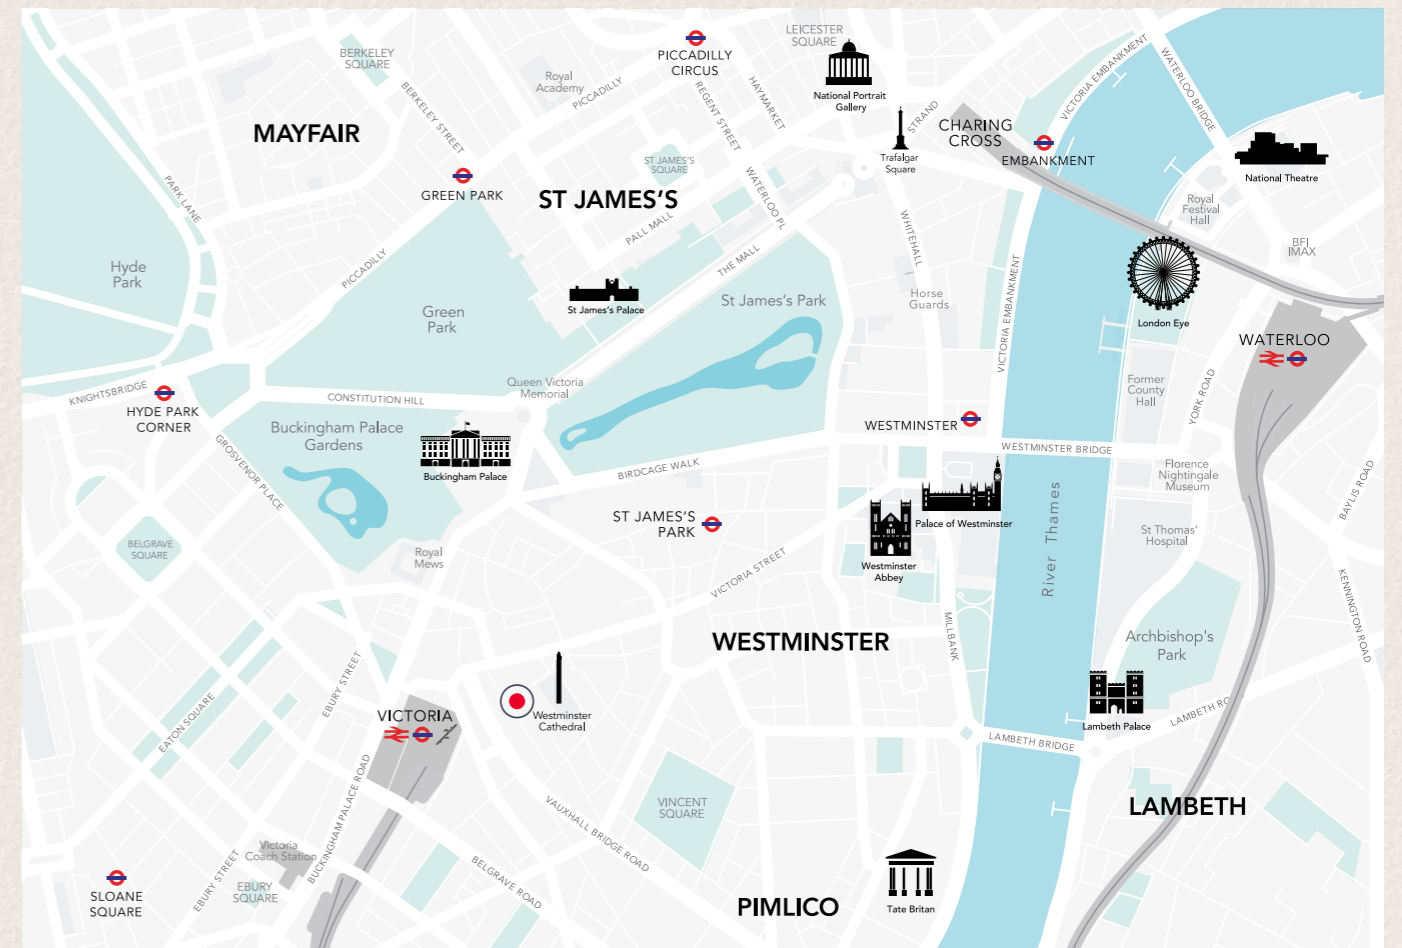 LEICESTER
SQUARE
PICCADILLY
CIRCUS
BERKELEY
SQUARE
Royal
Academy
PICCADILLY
BERKELEY STREET
REGENT STREET
HAYMARKET
National Portrait
Gallery
STRAND
VICTORIA EMBANKMENT
WATERLOO BRIDGE
MAYFAIR
CHARING
CROSS
EMBANKMENT
Trafalgar
Square
National Theatre
ST JAMES'S
SQUARE
PARK LANE
GREEN PARK
ST JAMES'S
WATERLOO PL
Royal
Festival
Hall
PALL MALL
WHITEHALL
BFI
IMAX
Hyde
Park
PICCADILLY
THE MALL
St James's Palace
St James's Park
Horse
Guards
VICTORIA EMBANKMENT
Green
Park
London Eye
WATERLOO
KNIGHTSBRIDGE
HYDE PARK
CORNER
CONSTITUTION HILL
Queen Victoria
Memorial
Former
County
Hall
YORK ROAD
Buckingham Palace
Gardens
GROSVENOR PLACE
Buckingham Palace
WESTMINSTER
WESTMINSTER BRIDGE
BIRDCAGE WALK
Florence
Nightingale
Museum
BAYLIS ROAD
ST JAMES'S
PARK
Palace of Westminster
River Thames
St Thomas'
Hospital
BELGRAVE
SQUARE
Royal
Mews
VICTORIA STREET
Westminster
Abbey
KENNINGTON ROAD
WESTMINSTER
MILLBANK
Archbishop's
Park
EBURY STREET
EATON SQUARE
VICTORIA
Westminster
Cathedral
Lambeth Palace
LAMBETH RO
LAMBETH BRIDGE
BUCKINGHAM PALACE ROAD
VINCENT
SQUARE
LAMBETH
VAUXHALL BRIDGE ROAD
Victoria
Coach Station
BELGRAVE ROAD
EBURY STREET
EBURY
SQUARE
SLOANE
SQUARE
PIMLICO
Tate Britan